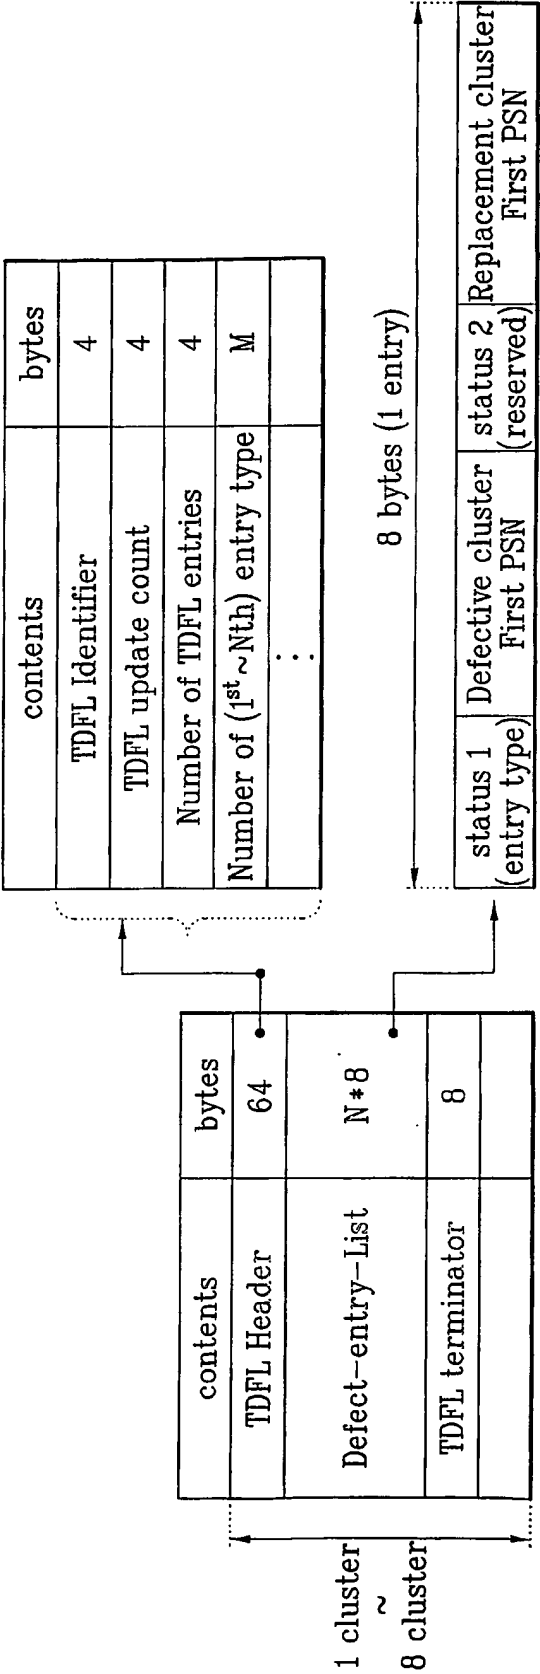 contents
bytes
TDFL Header
64
Defect-entry-List
N*8
TDFL terminator
8
1 cluster
~
8 cluster
contents
bytes
TDFL Identifier
4
TDFL update count
4
Number of TDFL entries
4
Number of (1st~Nth) entry type
M
⋮
8 bytes (1 entry)
status 1
(entry type)
Defective cluster
First PSN
status 2
(reserved)
Replacement cluster
First PSN